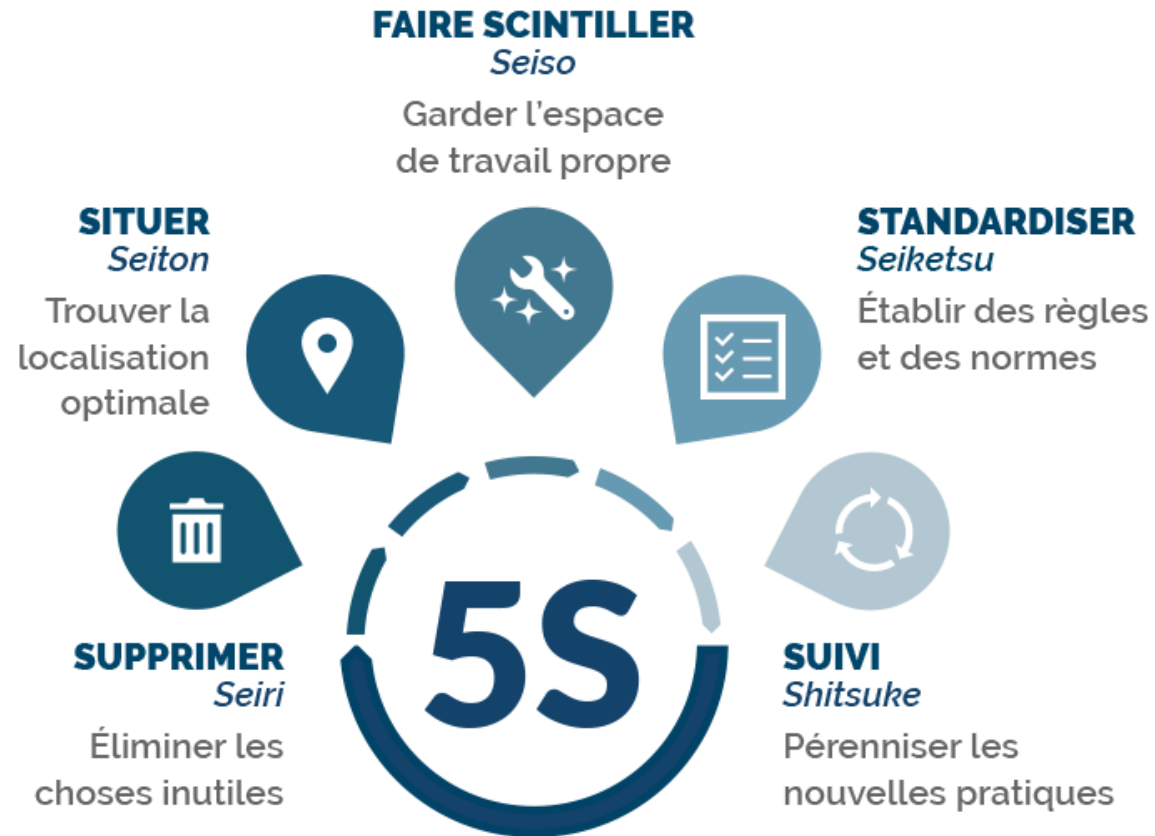 FAIRE SCINTILLER
Seiso
Garder l’espace
de travail propre
SITUER
Seiton
Trouver la
localisation
optimale
STANDARDISER
Seiketsu
Établir des règles
et des normes
SUPPRIMER
Seiri
Éliminer les
choses inutiles
5S
SUIVI
Shitsuke
Pérenniser les
nouvelles pratiques